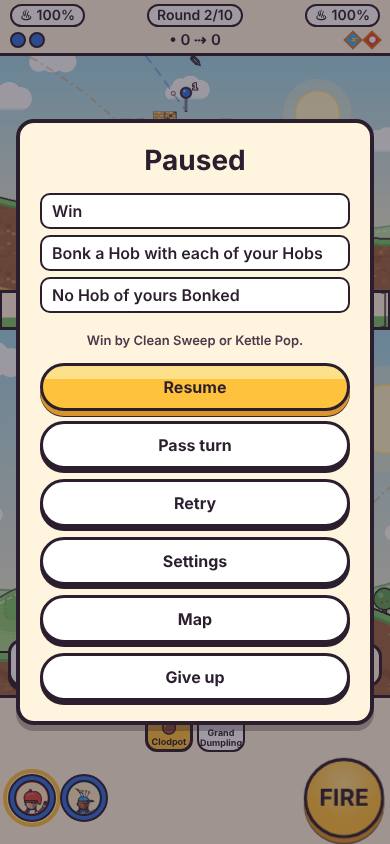 ♨ 100%
Round 2/10
♨ 100%
• 0 ⇢ 0
1
Paused
Win
Bonk a Hob with each of your Hobs
No Hob of yours Bonked
Win by Clean Sweep or Kettle Pop.
Resume
Pass turn
Retry
Settings
Map
Give up
Clodpot
Grand
Dumpling
FIRE